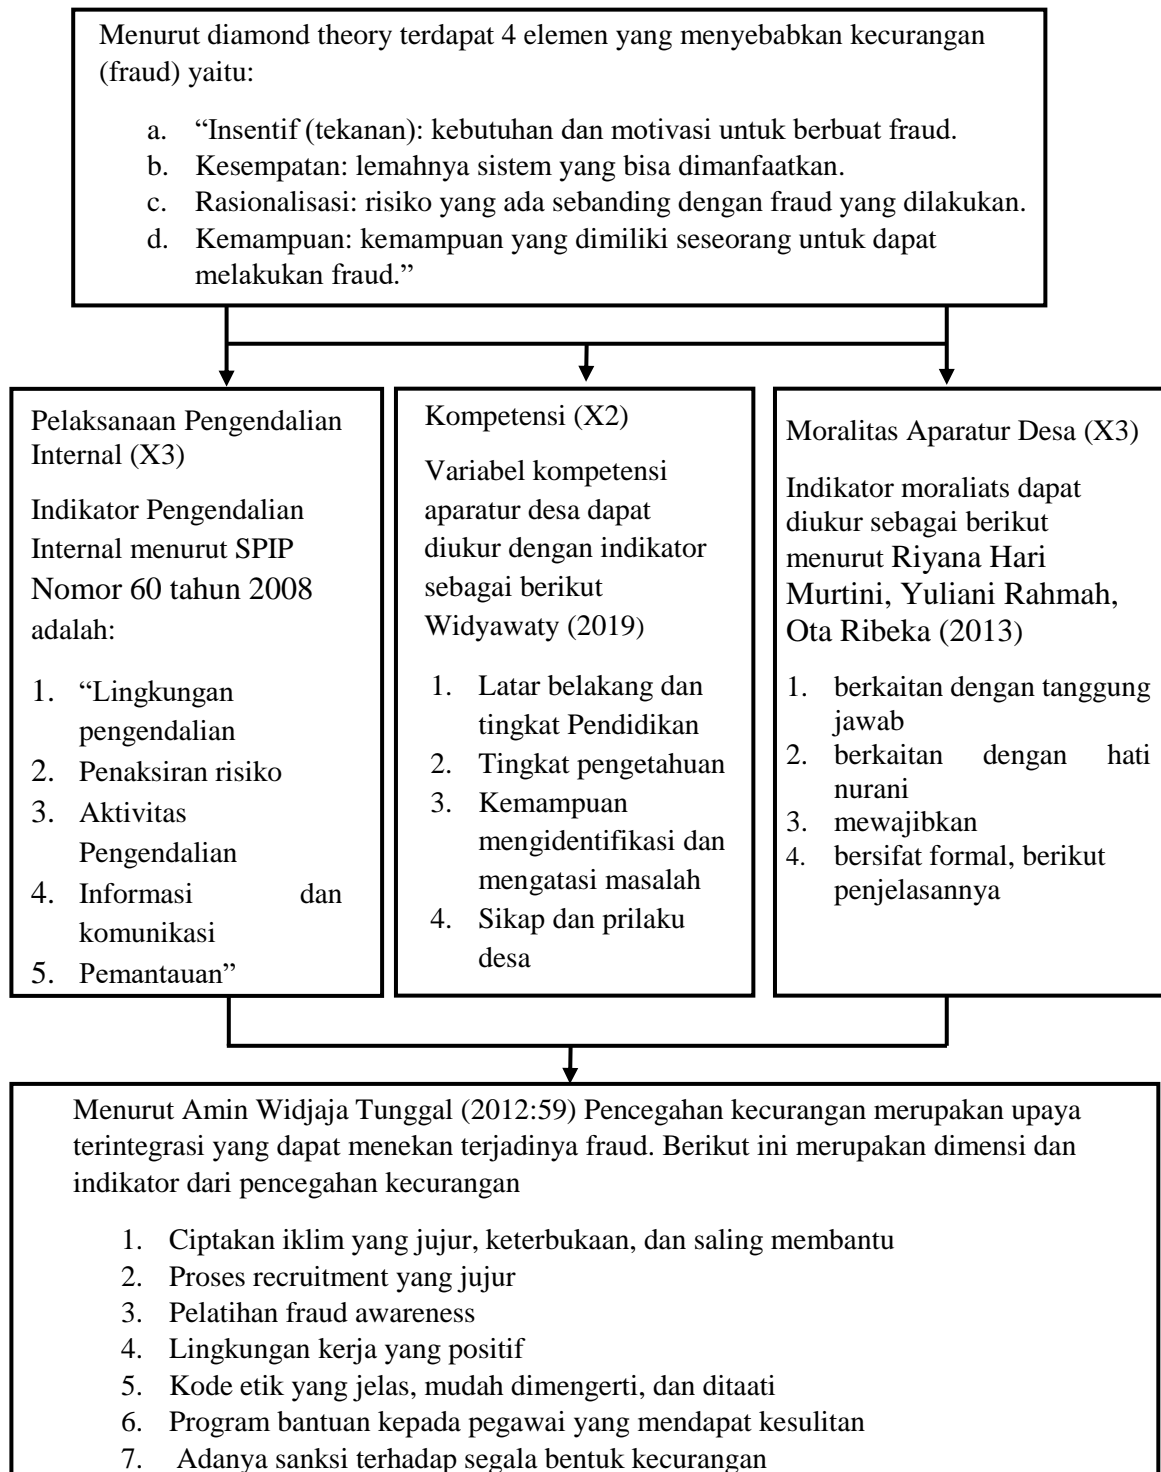 Menurut diamond theory terdapat 4 elemen yang menyebabkan kecurangan
(fraud) yaitu:
a. “Insentif (tekanan): kebutuhan dan motivasi untuk berbuat fraud.
b. Kesempatan: lemahnya sistem yang bisa dimanfaatkan.
c. Rasionalisasi: risiko yang ada sebanding dengan fraud yang dilakukan.
d. Kemampuan: kemampuan yang dimiliki seseorang untuk dapat
melakukan fraud.”
Pelaksanaan Pengendalian
Internal (X3)
Indikator Pengendalian
Internal menurut SPIP
Nomor 60 tahun 2008
adalah:
1. “Lingkungan
pengendalian
2. Penaksiran risiko
3. Aktivitas
Pengendalian
4. Informasi dan
komunikasi
5. Pemantauan”
Kompetensi (X2)
Variabel kompetensi
aparatur desa dapat
diukur dengan indikator
sebagai berikut
Widyawaty (2019)
1. Latar belakang dan
tingkat Pendidikan
2. Tingkat pengetahuan
3. Kemampuan
mengidentifikasi dan
mengatasi masalah
4. Sikap dan prilaku
desa
Moralitas Aparatur Desa (X3)
Indikator moraliats dapat
diukur sebagai berikut
menurut Riyana Hari
Murtini, Yuliani Rahmah,
Ota Ribeka (2013)
1. berkaitan dengan tanggung
jawab
2. berkaitan dengan hati
nurani
3. mewajibkan
4. bersifat formal, berikut
penjelasannya
Menurut Amin Widjaja Tunggal (2012:59) Pencegahan kecurangan merupakan upaya
terintegrasi yang dapat menekan terjadinya fraud. Berikut ini merupakan dimensi dan
indikator dari pencegahan kecurangan
1. Ciptakan iklim yang jujur, keterbukaan, dan saling membantu
2. Proses recruitment yang jujur
3. Pelatihan fraud awareness
4. Lingkungan kerja yang positif
5. Kode etik yang jelas, mudah dimengerti, dan ditaati
6. Program bantuan kepada pegawai yang mendapat kesulitan
7. Adanya sanksi terhadap segala bentuk kecurangan